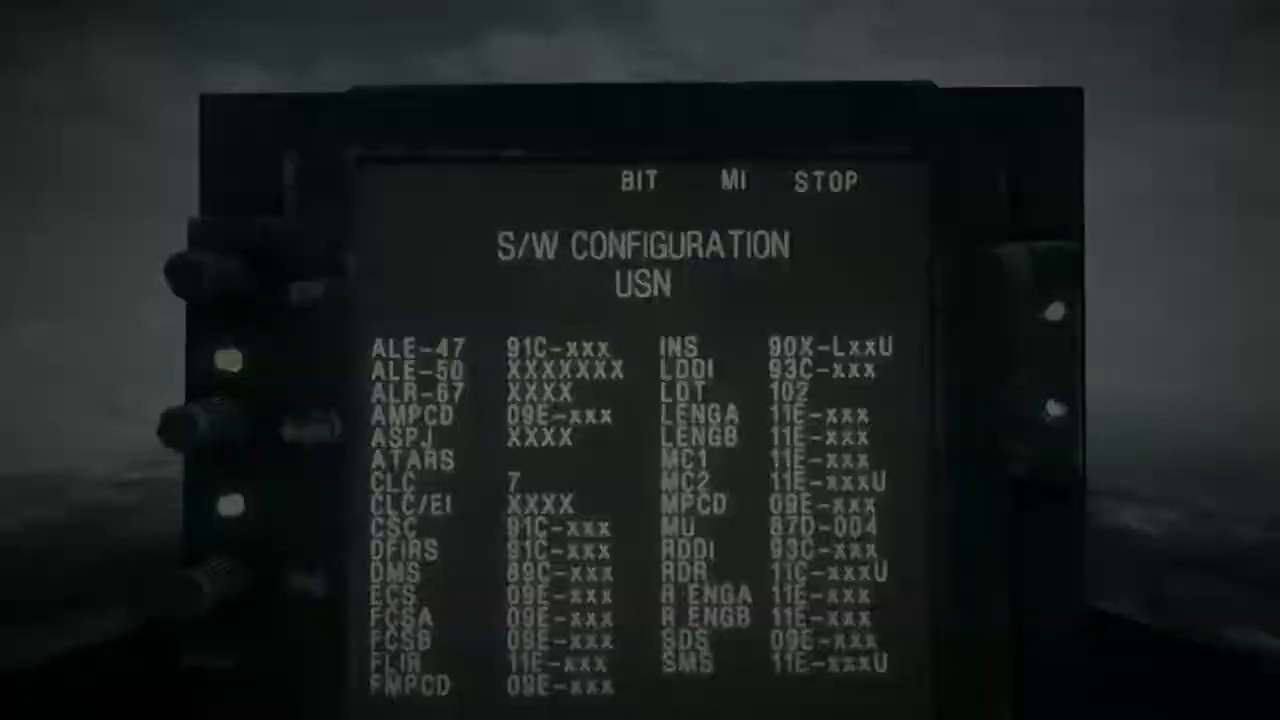 BIT MI STOP
S/W CONFIGURATION
USN
ALE-47 91C-xxx INS 90X-LxxU
ALE-50 XXXXXXX LDDI 93C-xxx
ALR-67 XXXX LDT 102
AMPCD 09E-xxx LENGA 11E-xxx
ASPJ XXXX LENGB 11E-xxx
ATARS MC1 11E-xxx
CLC 7 MC2 11E-xxxU
CLC/EI XXXX MPCD 09E-xxx
CSC 91C-xxx MU 87D-004
DFIRS 91C-xxx RDDI 93C-xxx
DMS 89C-xxx RDR 11C-xxxU
ECS 09E-xxx R ENGA 11E-xxx
FCSA 09E-xxx R ENGB 11E-xxx
FCSB 09E-xxx SDS 09E-xxx
FLIR 11E-xxx SMS 11E-xxxU
FMPCD 09E-xxx